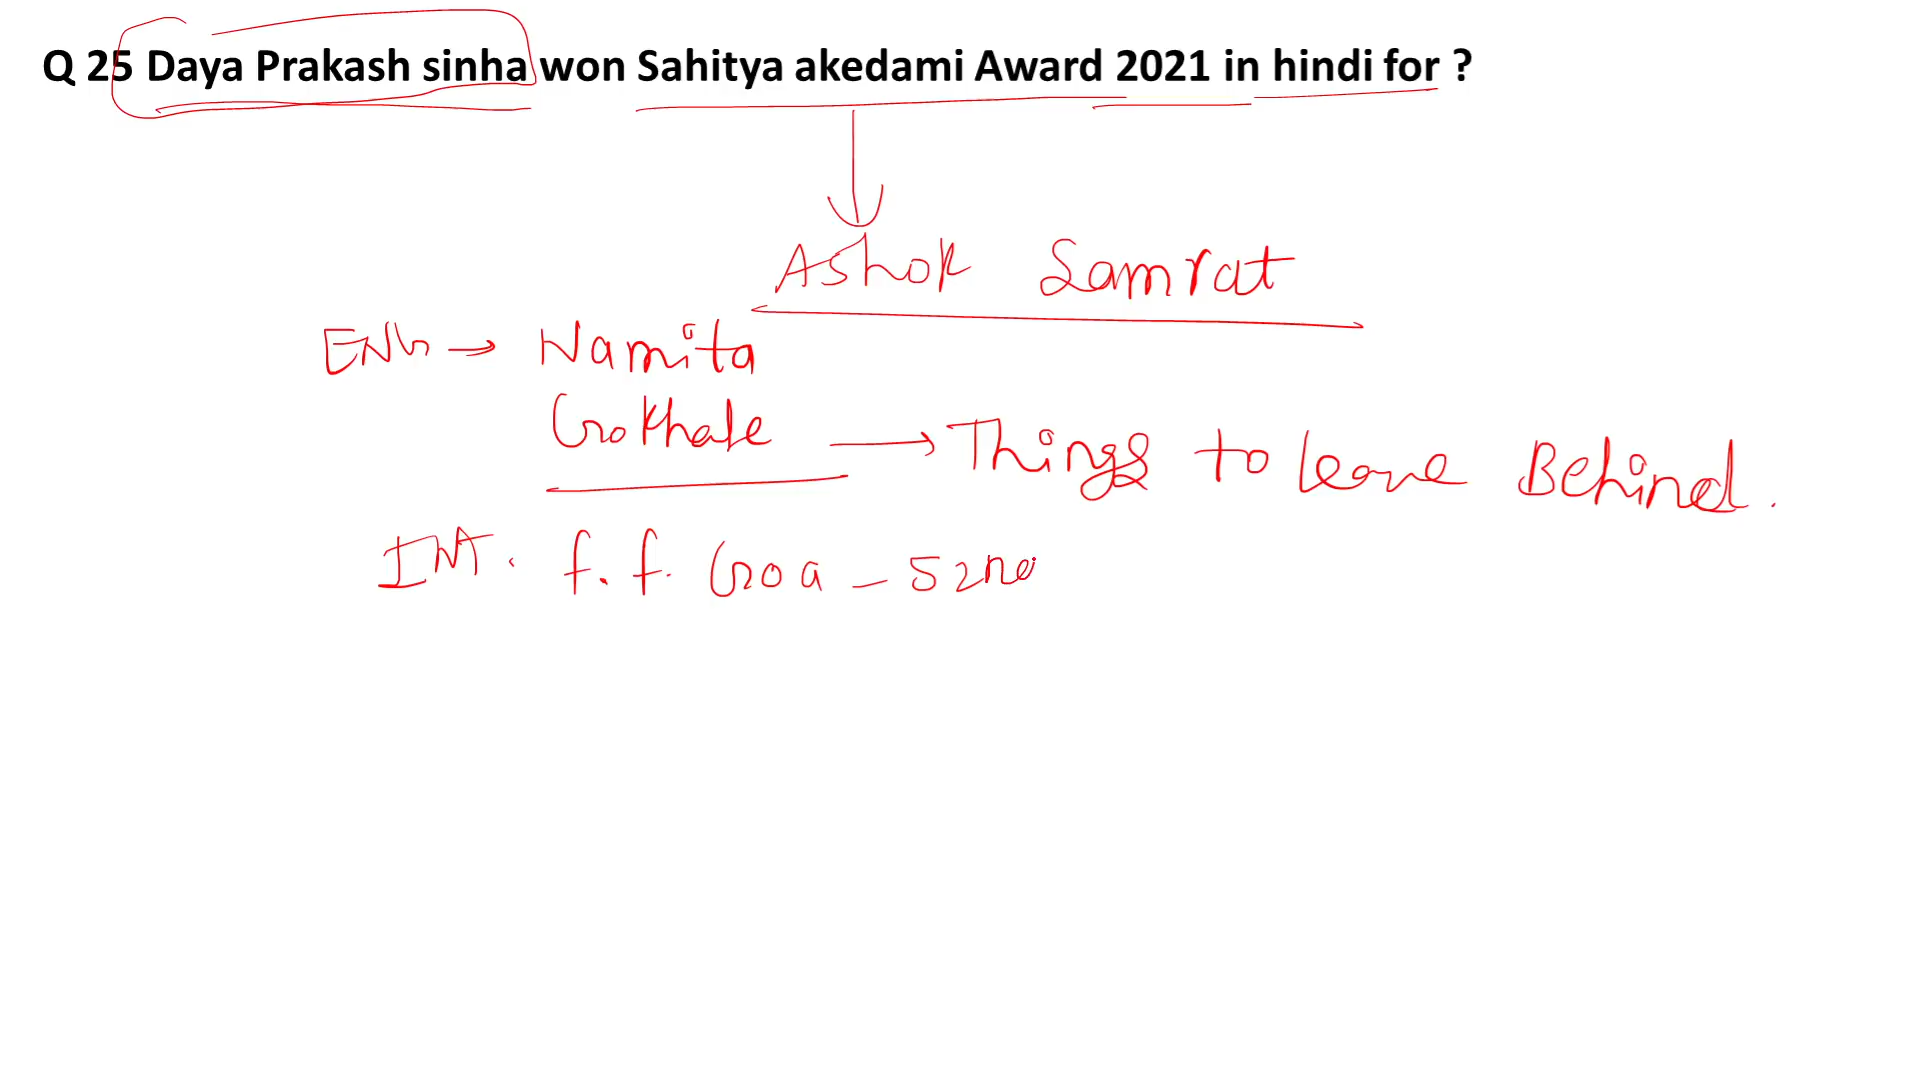 Q 25 Daya Prakash sinha won Sahitya akedami Award 2021 in hindi for ?
Ashok Samrat
ENG → Namita
Gokhale → Things to leave Behind.
INT. f. f. Goa - 52nd